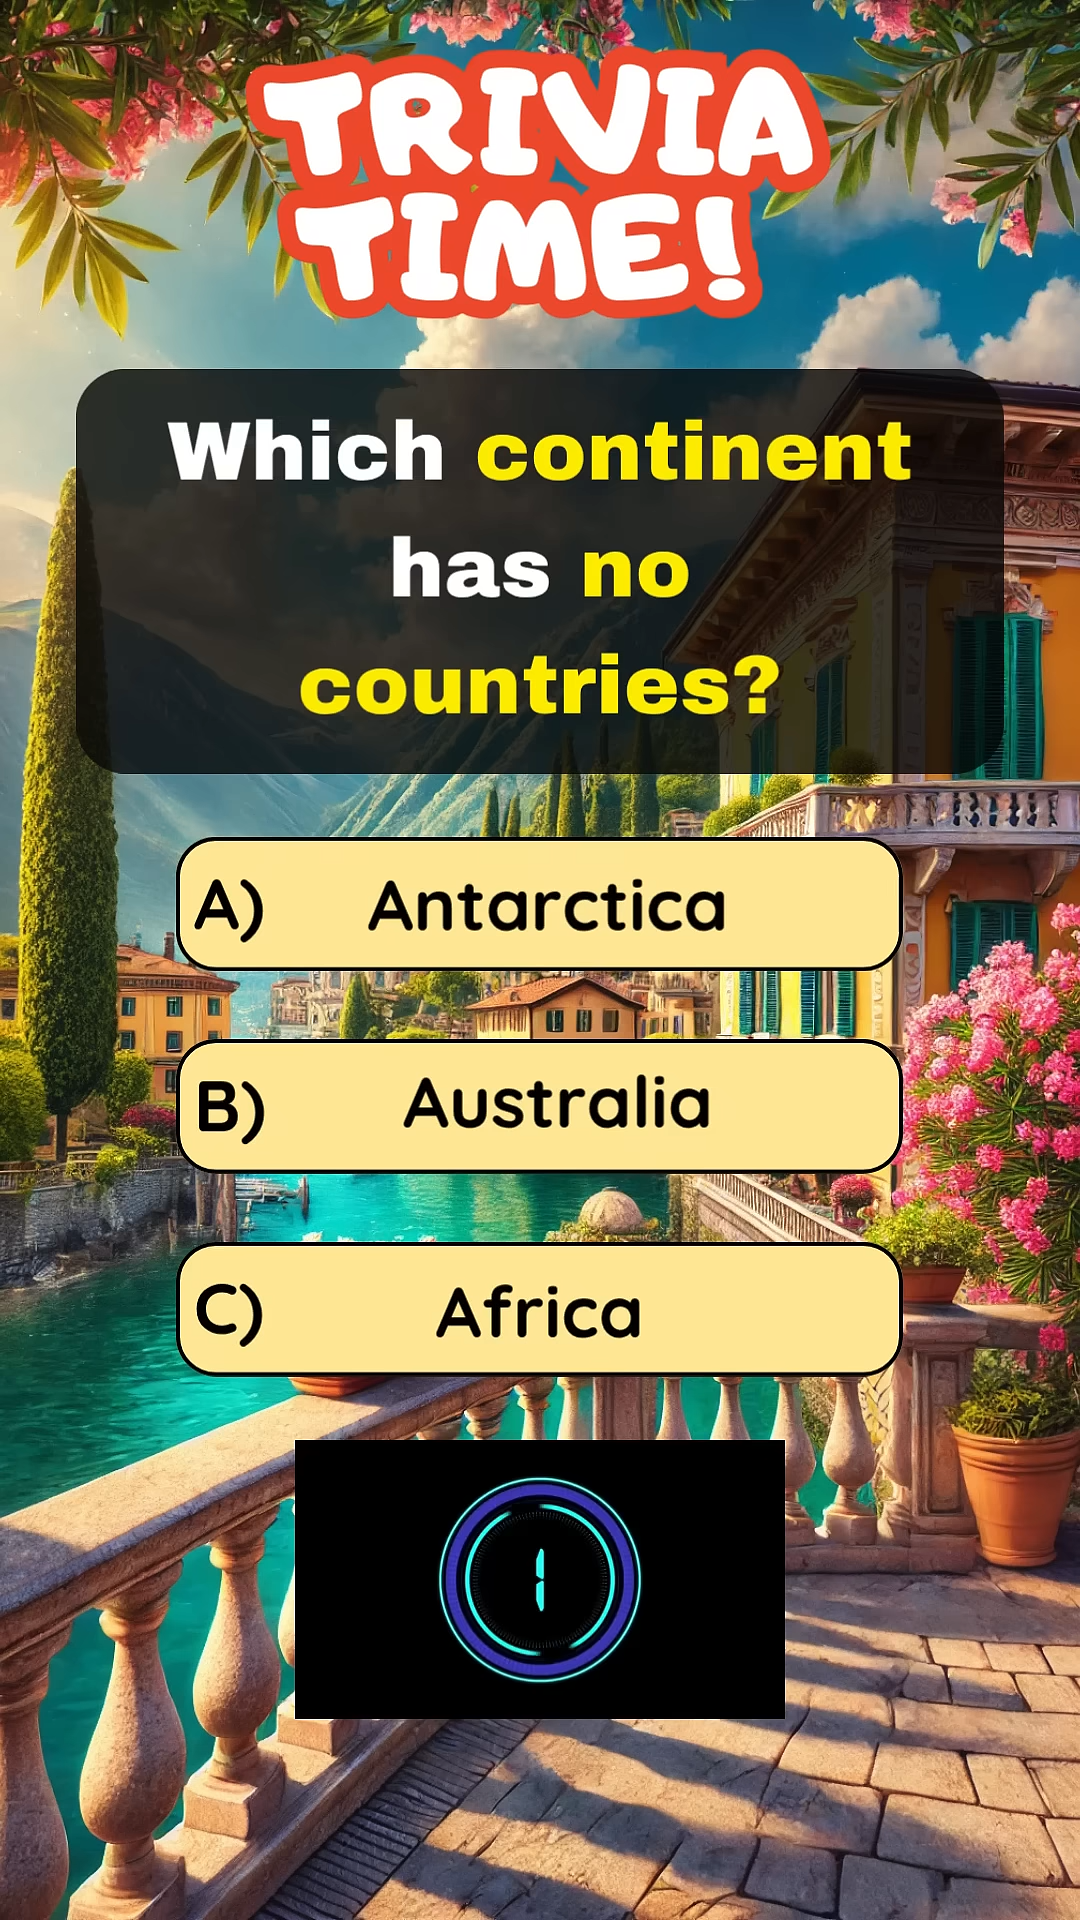 TRIVIA
TIME!
Which continent
has no
countries?
A) Antarctica
B) Australia
C) Africa
1